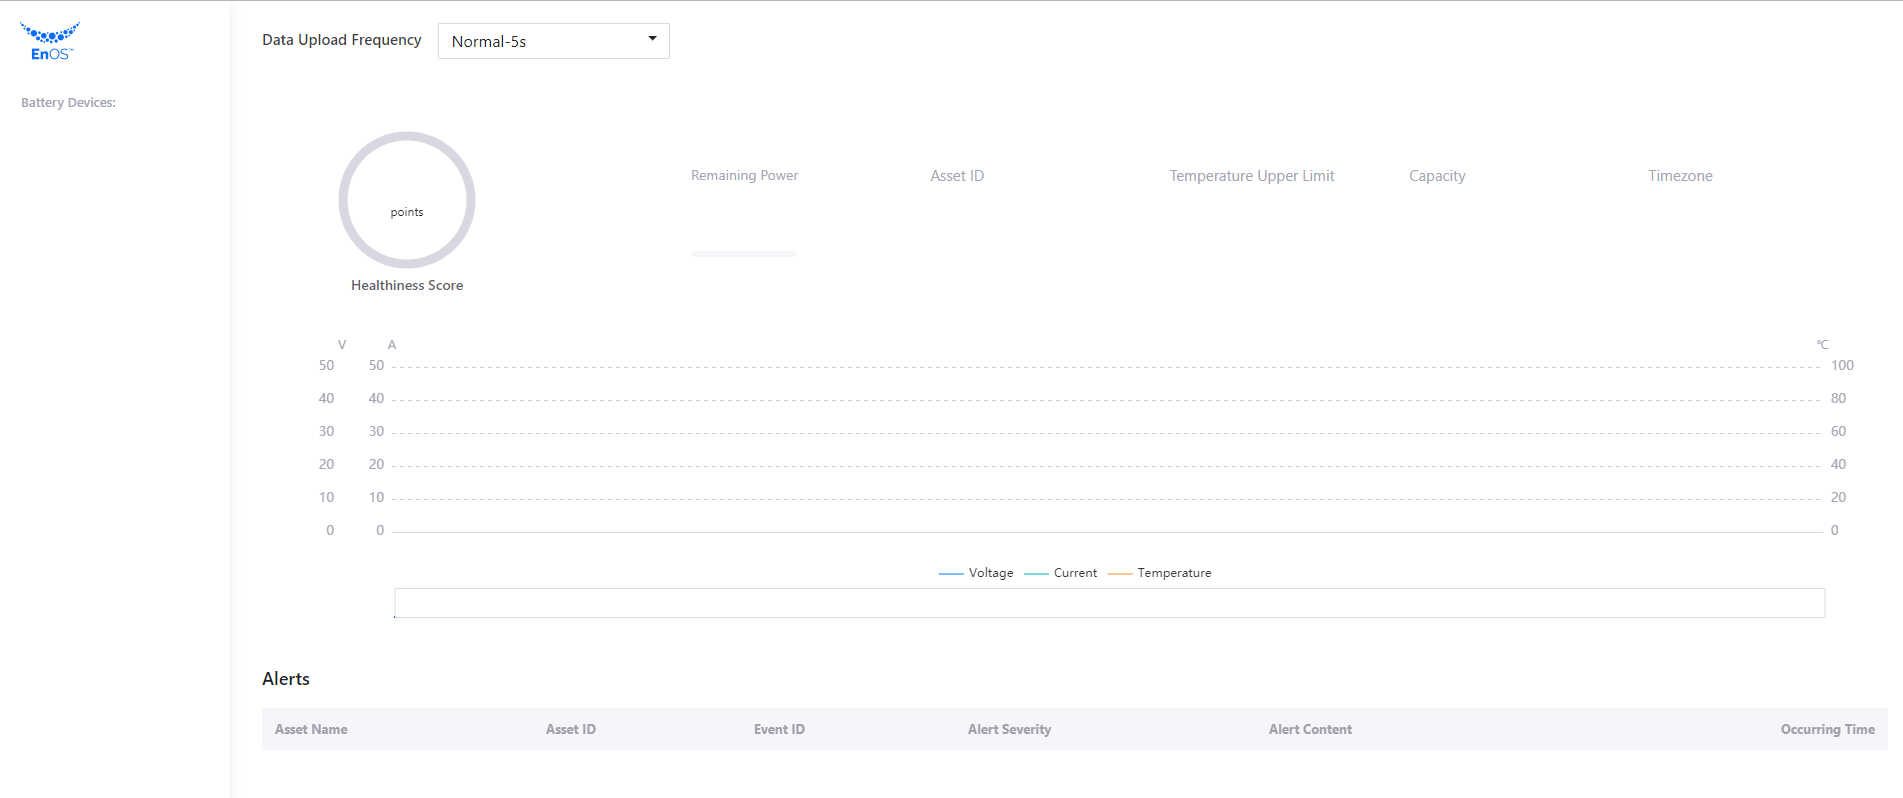 EnOS™
Data Upload Frequency Normal-5s
Battery Devices:
points
Healthiness Score
Remaining Power Asset ID Temperature Upper Limit Capacity Timezone
V A °C
50 50 100
40 40 80
30 30 60
20 20 40
10 10 20
0 0 0
Voltage Current Temperature
Alerts
Asset Name Asset ID Event ID Alert Severity Alert Content Occurring Time